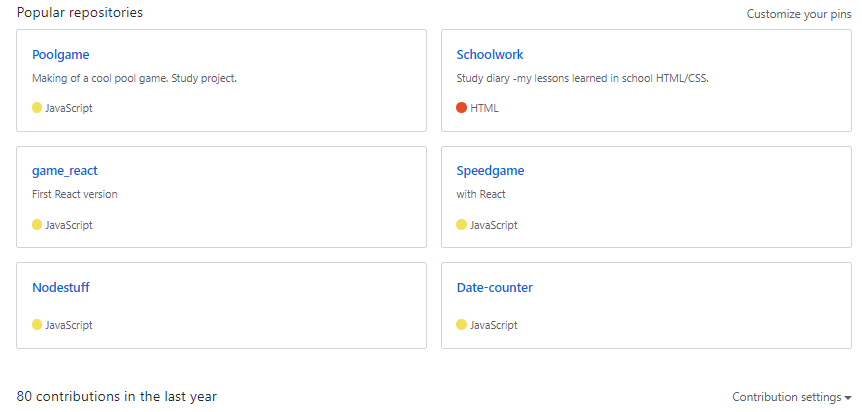 Popular repositories
Customize your pins
Poolgame
Making of a cool pool game. Study project.
JavaScript
Schoolwork
Study diary -my lessons learned in school HTML/CSS.
HTML
game_react
First React version
JavaScript
Speedgame
with React
JavaScript
Nodestuff
JavaScript
Date-counter
JavaScript
80 contributions in the last year
Contribution settings